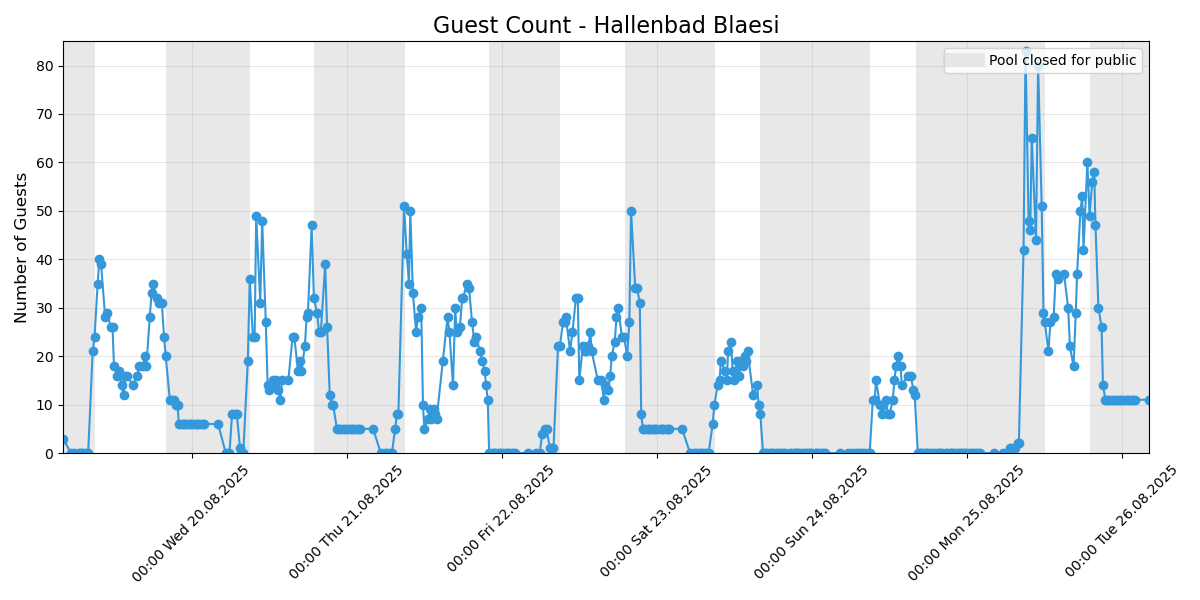 Guest Count - Hallenbad Blaesi
Pool closed for public
Number of Guests
80
70
60
50
40
30
20
10
0
00:00 Wed 20.08.2025
00:00 Thu 21.08.2025
00:00 Fri 22.08.2025
00:00 Sat 23.08.2025
00:00 Sun 24.08.2025
00:00 Mon 25.08.2025
00:00 Tue 26.08.2025